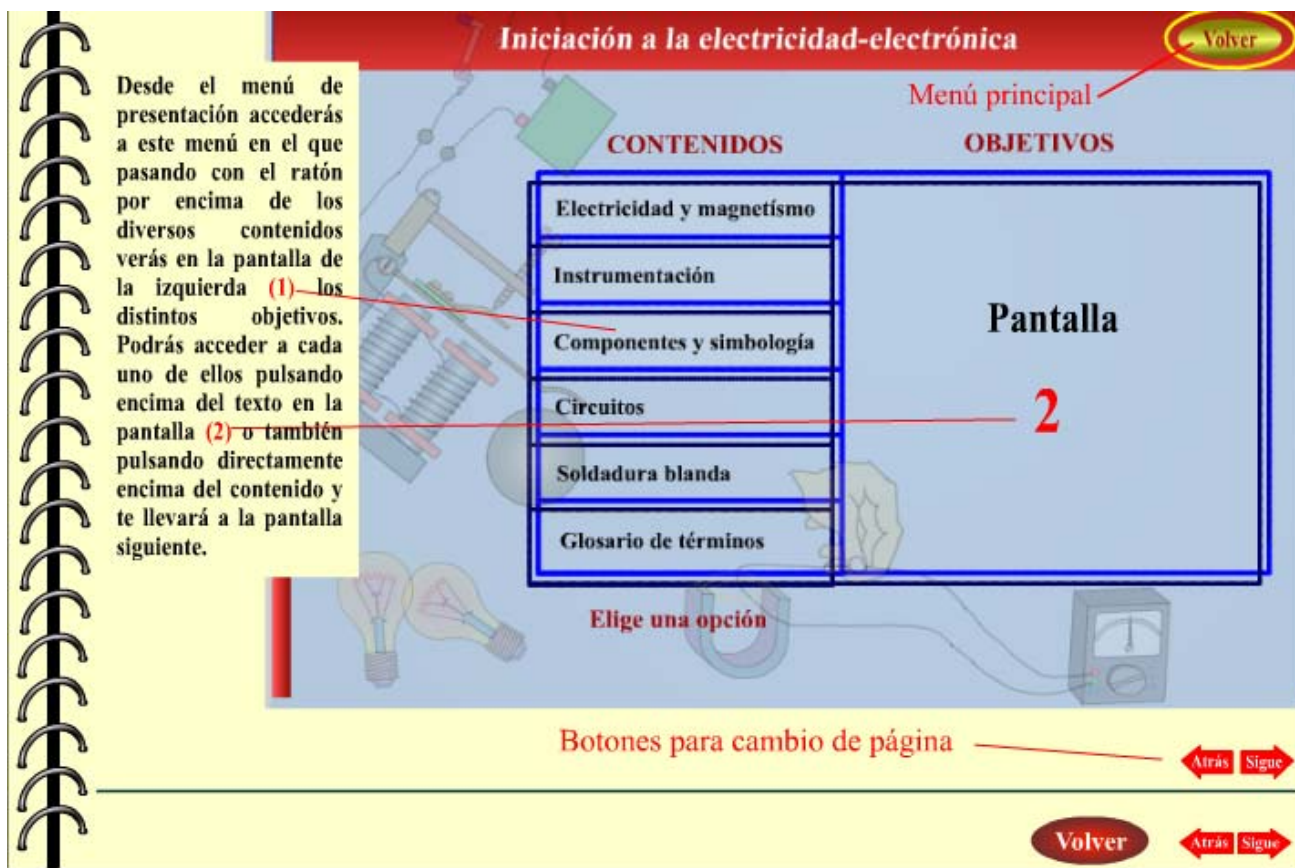 Iniciación a la electricidad-electrónica
Volver
Menú principal
Desde el menú de
presentación accederás
a este menú en el que
pasando con el ratón
por encima de los
diversos contenidos
verás en la pantalla de
la izquierda (1) los
distintos objetivos.
Podrás acceder a cada
uno de ellos pulsando
encima del texto en la
pantalla (2) o también
pulsando directamente
encima del contenido y
te llevará a la pantalla
siguiente.
CONTENIDOS
OBJETIVOS
Electricidad y magnetísmo
Instrumentación
Componentes y simbología
Circuitos
Soldadura blanda
Glosario de términos
Pantalla
2
Elige una opción
Botones para cambio de página
Atrás Sigue
Volver
Atrás Sigue